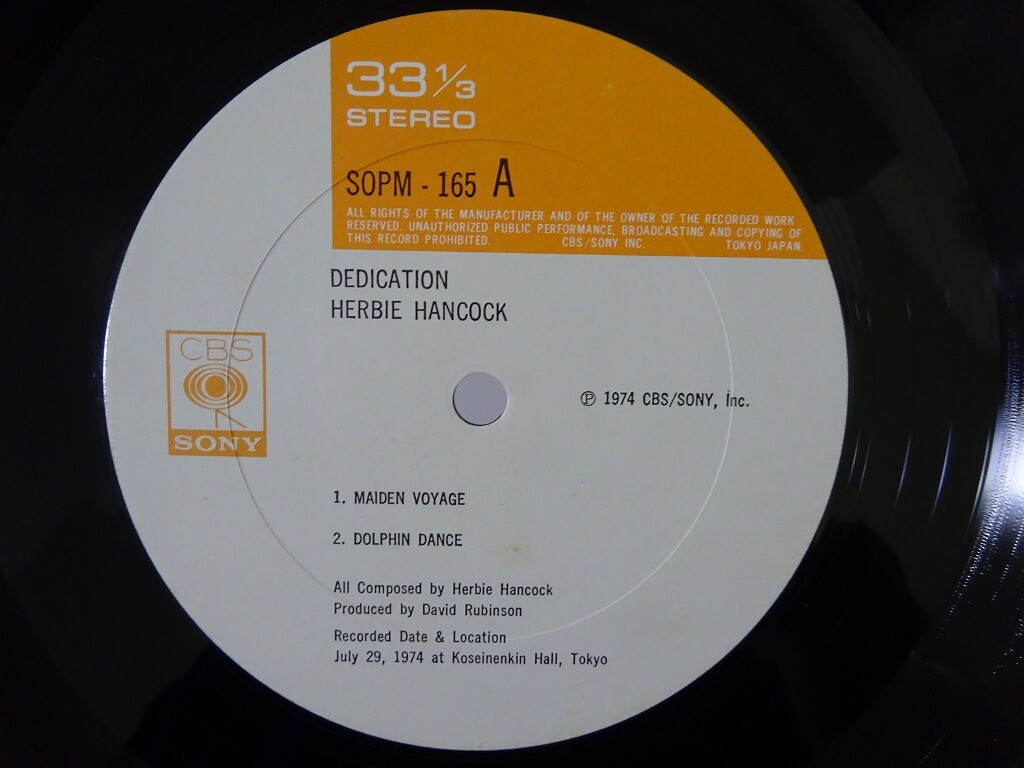 33 1/3
STEREO
SOPM - 165 A
ALL RIGHTS OF THE MANUFACTURER AND OF THE OWNER OF THE RECORDED WORK
RESERVED. UNAUTHORIZED PUBLIC PERFORMANCE, BROADCASTING AND COPYING OF
THIS RECORD PROHIBITED. CBS/SONY INC. TOKYO JAPAN.
DEDICATION
HERBIE HANCOCK
CBS
SONY
℗ 1974 CBS/SONY, Inc.
1. MAIDEN VOYAGE
2. DOLPHIN DANCE
All Composed by Herbie Hancock
Produced by David Rubinson
Recorded Date & Location
July 29, 1974 at Koseinenkin Hall, Tokyo